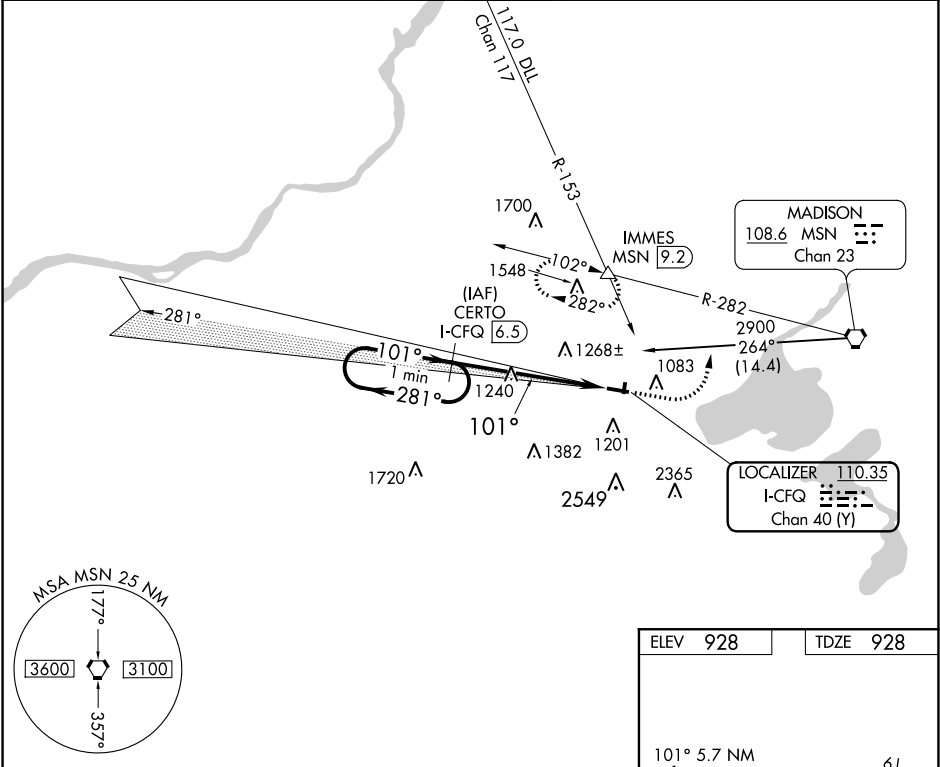 117.0 DLL
Chan 117
R-153
1700
IMMES
MSN 9.2
MADISON
108.6 MSN
Chan 23
102°
1548
282°
R-282
(IAF)
CERTO
I-CFQ 6.5
281°
2900
264°
(14.4)
1268±
1083
101°
1 min
281°
1240
101°
1201
1382
1720
2549
2365
LOCALIZER 110.35
I-CFQ
Chan 40 (Y)
MSA MSN 25 NM
177°
3600
3100
357°
ELEV 928
TDZE 928
101° 5.7 NM